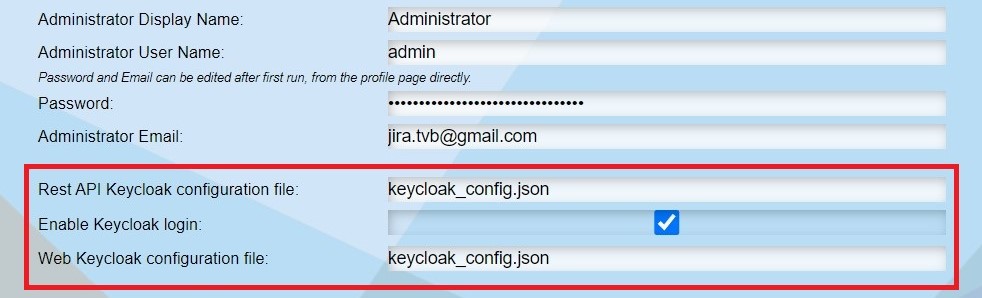 Administrator Display Name: Administrator
Administrator User Name: admin
Password and Email can be edited after first run, from the profile page directly.
Password: ••••••••••••••••••••••••••••••••
Administrator Email: jira.tvb@gmail.com
Rest API Keycloak configuration file: keycloak_config.json
Enable Keycloak login:
Web Keycloak configuration file: keycloak_config.json